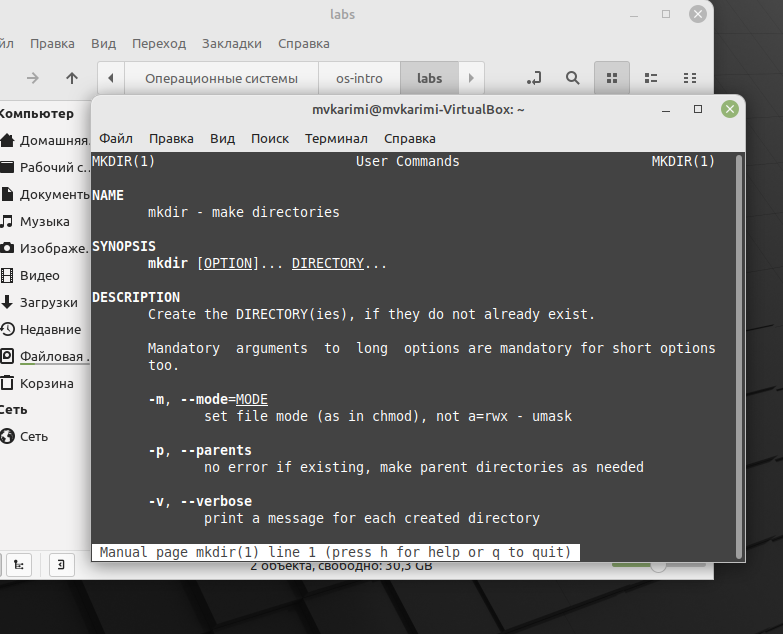 labs
йл Правка Вид Переход Закладки Справка
Операционные системы os-intro labs
Компьютер
Домашняя...
Рабочий с...
Документы
Музыка
Изображе...
Видео
Загрузки
Недавние
Файловая ...
Корзина
Сеть
Сеть
2 объекта, свободно: 30,3 GB
mvkarimi@mvkarimi-VirtualBox: ~
Файл Правка Вид Поиск Терминал Справка
MKDIR(1) User Commands MKDIR(1)
NAME
mkdir - make directories
SYNOPSIS
mkdir [OPTION]... DIRECTORY...
DESCRIPTION
Create the DIRECTORY(ies), if they do not already exist.
Mandatory arguments to long options are mandatory for short options
too.
-m, --mode=MODE
set file mode (as in chmod), not a=rwx - umask
-p, --parents
no error if existing, make parent directories as needed
-v, --verbose
print a message for each created directory
Manual page mkdir(1) line 1 (press h for help or q to quit)